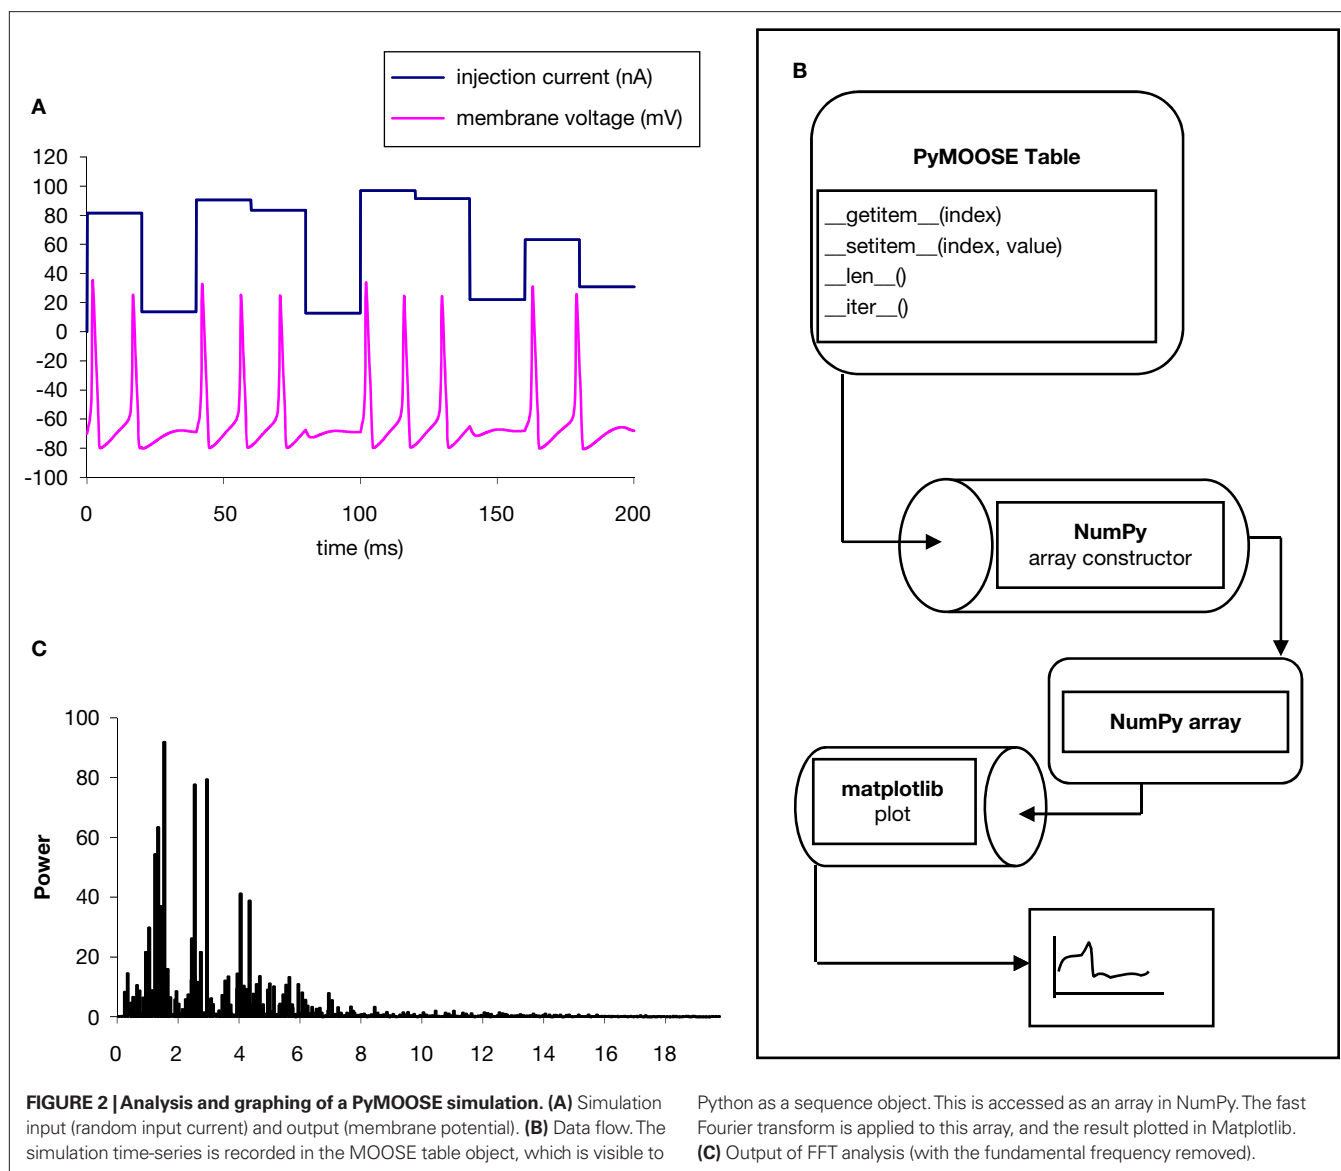 A
injection current (nA)
membrane voltage (mV)
120
100
80
60
40
20
0
-20
-40
-60
-80
-100
0
50
100
150
200
time (ms)
B
PyMOOSE Table
__getitem__(index)
__setitem__(index, value)
__len__()
__iter__()
NumPy
array constructor
NumPy array
matplotlib
plot
C
Power
100
80
60
40
20
0
0
2
4
6
8
10
12
14
16
18
FIGURE 2 | Analysis and graphing of a PyMOOSE simulation. (A) Simulation
input (random input current) and output (membrane potential). (B) Data flow. The
simulation time-series is recorded in the MOOSE table object, which is visible to
Python as a sequence object. This is accessed as an array in NumPy. The fast
Fourier transform is applied to this array, and the result plotted in Matplotlib.
(C) Output of FFT analysis (with the fundamental frequency removed).